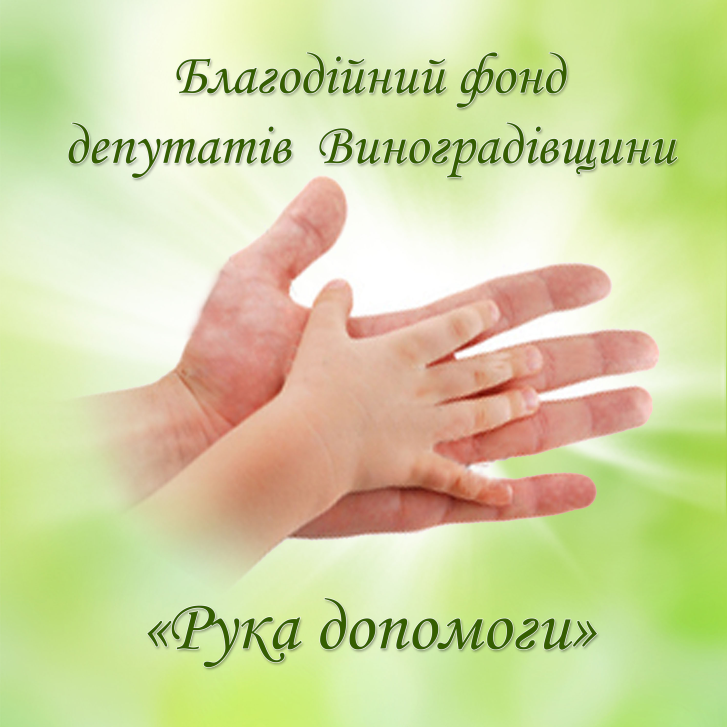 Благодійний фонд
депутатів Виноградівщини
«Рука допомоги»